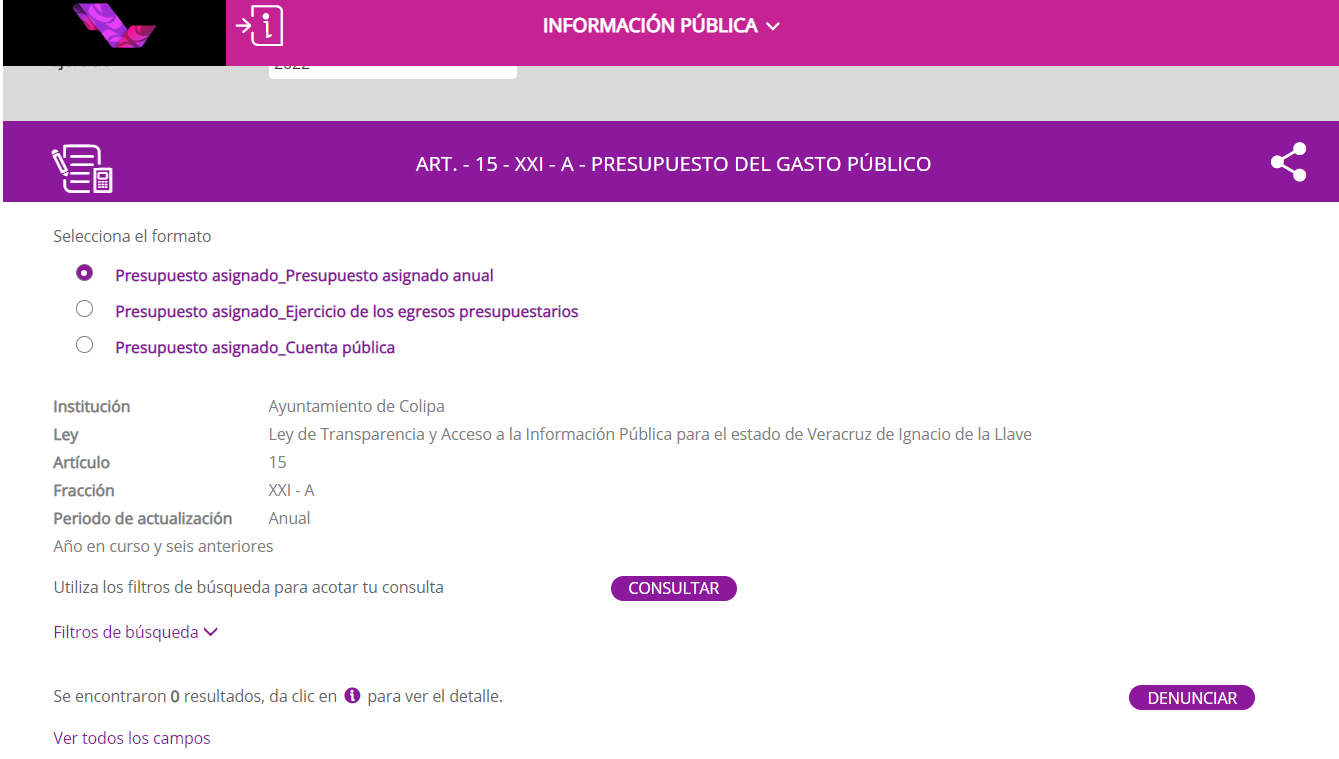 INFORMACIÓN PÚBLICA
2022
ART. - 15 - XXI - A - PRESUPUESTO DEL GASTO PÚBLICO
Selecciona el formato
Presupuesto asignado_Presupuesto asignado anual
Presupuesto asignado_Ejercicio de los egresos presupuestarios
Presupuesto asignado_Cuenta pública
Institución Ayuntamiento de Colipa
Ley Ley de Transparencia y Acceso a la Información Pública para el estado de Veracruz de Ignacio de la Llave
Artículo 15
Fracción XXI - A
Periodo de actualización Anual
Año en curso y seis anteriores
Utiliza los filtros de búsqueda para acotar tu consulta CONSULTAR
Filtros de búsqueda
Se encontraron 0 resultados, da clic en i para ver el detalle. DENUNCIAR
Ver todos los campos